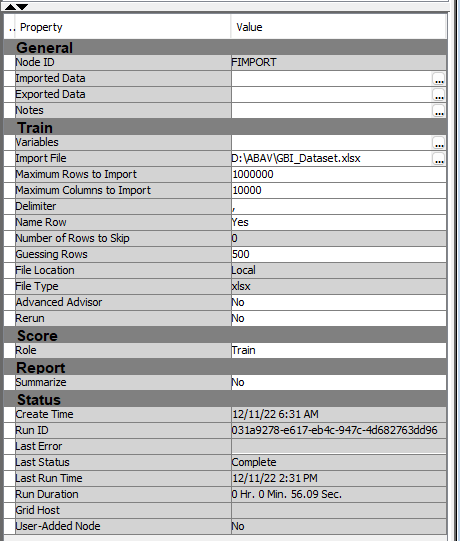 .. Property Value
General
Node ID FIMPORT
Imported Data ...
Exported Data ...
Notes ...
Train
Variables ...
Import File D:\ABAV\GBI_Dataset.xlsx ...
Maximum Rows to Import 1000000
Maximum Columns to Import 10000
Delimiter ,
Name Row Yes
Number of Rows to Skip 0
Guessing Rows 500
File Location Local
File Type xlsx
Advanced Advisor No
Rerun No
Score
Role Train
Report
Summarize No
Status
Create Time 12/11/22 6:31 AM
Run ID 031a9278-e617-eb4c-947c-4d682763dd96
Last Error
Last Status Complete
Last Run Time 12/11/22 2:31 PM
Run Duration 0 Hr. 0 Min. 56.09 Sec.
Grid Host
User-Added Node No